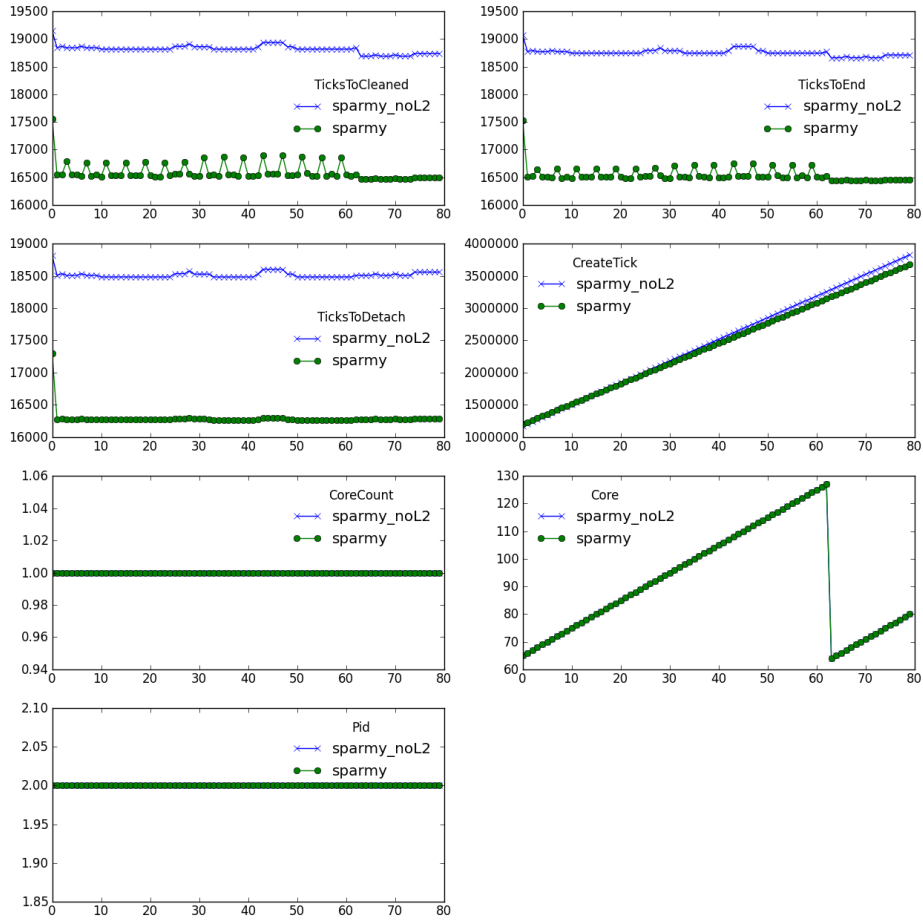 19500
19000
18500
18000
17500
17000
16500
16000
TicksToCleaned
sparmy_noL2
sparmy
0 10 20 30 40 50 60 70 80
19500
19000
18500
18000
17500
17000
16500
16000
TicksToEnd
sparmy_noL2
sparmy
0 10 20 30 40 50 60 70 80
19000
18500
18000
17500
17000
16500
16000
TicksToDetach
sparmy_noL2
sparmy
0 10 20 30 40 50 60 70 80
4000000
3500000
3000000
2500000
2000000
1500000
1000000
CreateTick
sparmy_noL2
sparmy
0 10 20 30 40 50 60 70 80
1.06
1.04
1.02
1.00
0.98
0.96
0.94
CoreCount
sparmy_noL2
sparmy
0 10 20 30 40 50 60 70 80
130
120
110
100
90
80
70
60
Core
sparmy_noL2
sparmy
0 10 20 30 40 50 60 70 80
2.10
2.05
2.00
1.95
1.90
1.85
Pid
sparmy_noL2
sparmy
0 10 20 30 40 50 60 70 80